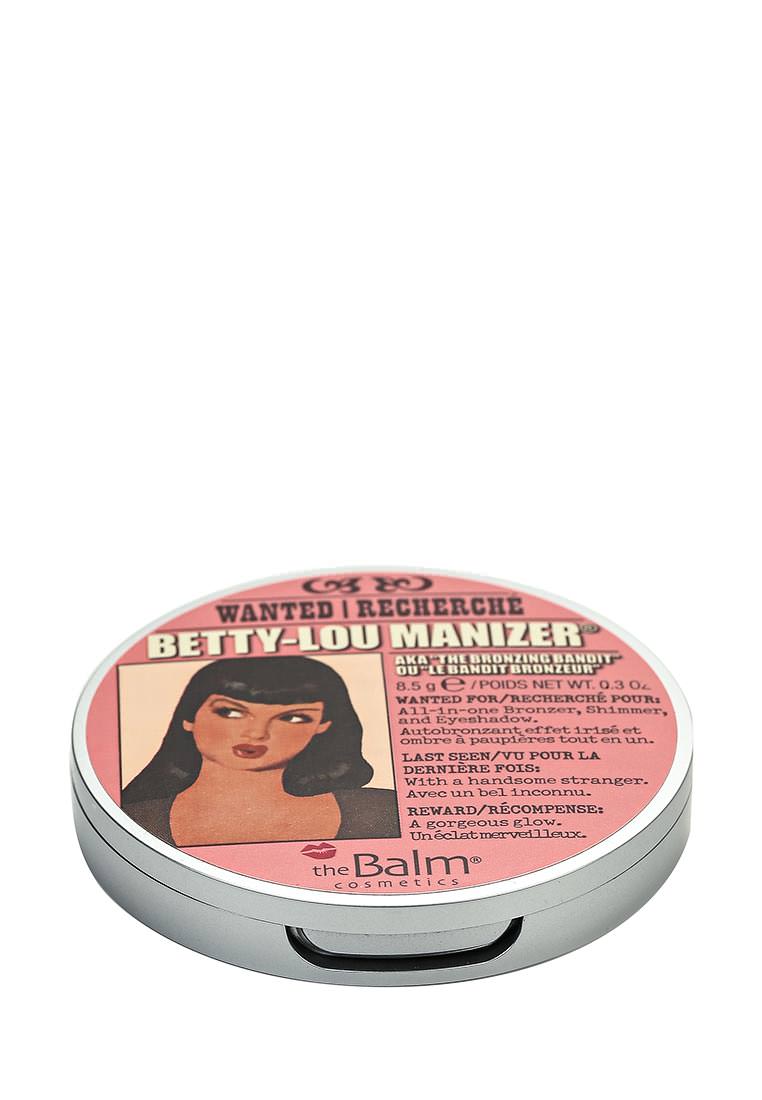 WANTED | RECHERCHÉ
BETTY-LOU MANIZER®
AKA "THE BRONZING BANDIT"
OU "LE BANDIT BRONZEUR"
8.5 g ℮ / POIDS NET WT. 0.3 OZ
WANTED FOR/RECHERCHÉ POUR:
All-in-one Bronzer, Shimmer,
and Eyeshadow.
Autobronzant effet irisé et
ombre à paupières tout en un.
LAST SEEN/VU POUR LA
DERNIÈRE FOIS:
With a handsome stranger.
Avec un bel inconnu.
REWARD/RÉCOMPENSE:
A gorgeous glow.
Un éclat merveilleux.
theBalm®
cosmetics